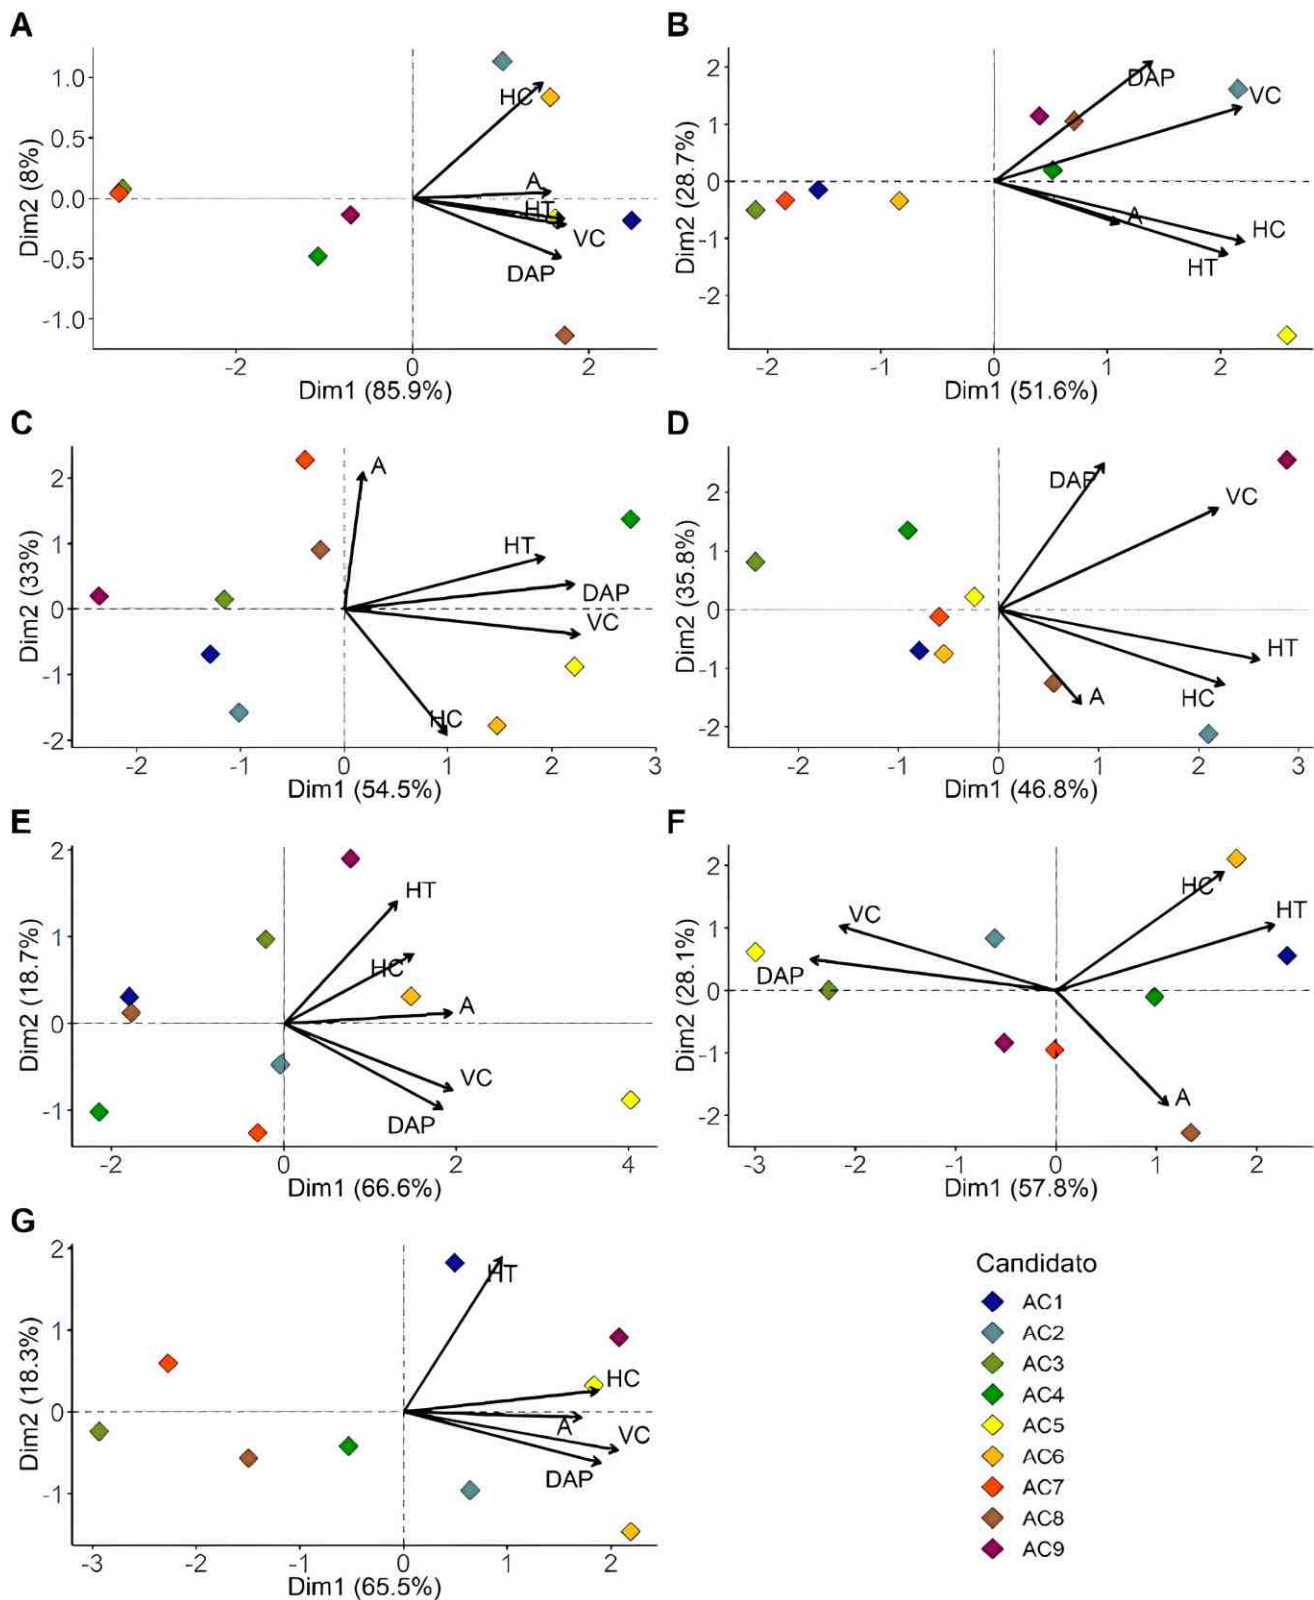 A
1.0
0.5
0.0
-0.5
-1.0
Dim2 (8%)
HC
A
HT
VC
DAP
-2
0
2
Dim1 (85.9%)
B
2
1
0
-1
-2
Dim2 (28.7%)
DAP
VC
A
HC
HT
-2
-1
0
1
2
Dim1 (51.6%)
C
2
1
0
-1
-2
Dim2 (33%)
A
HT
DAP
VC
HC
-2
-1
0
1
2
3
Dim1 (54.5%)
D
2
1
0
-1
-2
Dim2 (35.8%)
DAP
VC
HT
HC
A
-2
-1
0
1
2
3
Dim1 (46.8%)
E
2
1
0
-1
Dim2 (18.7%)
HT
HC
A
VC
DAP
-2
0
2
4
Dim1 (66.6%)
F
2
1
0
-1
-2
Dim2 (28.1%)
VC
DAP
HC
HT
A
-3
-2
-1
0
1
2
Dim1 (57.8%)
G
2
1
0
-1
Dim2 (18.3%)
HT
HC
A
VC
DAP
-3
-2
-1
0
1
2
Dim1 (65.5%)
Candidato
AC1
AC2
AC3
AC4
AC5
AC6
AC7
AC8
AC9